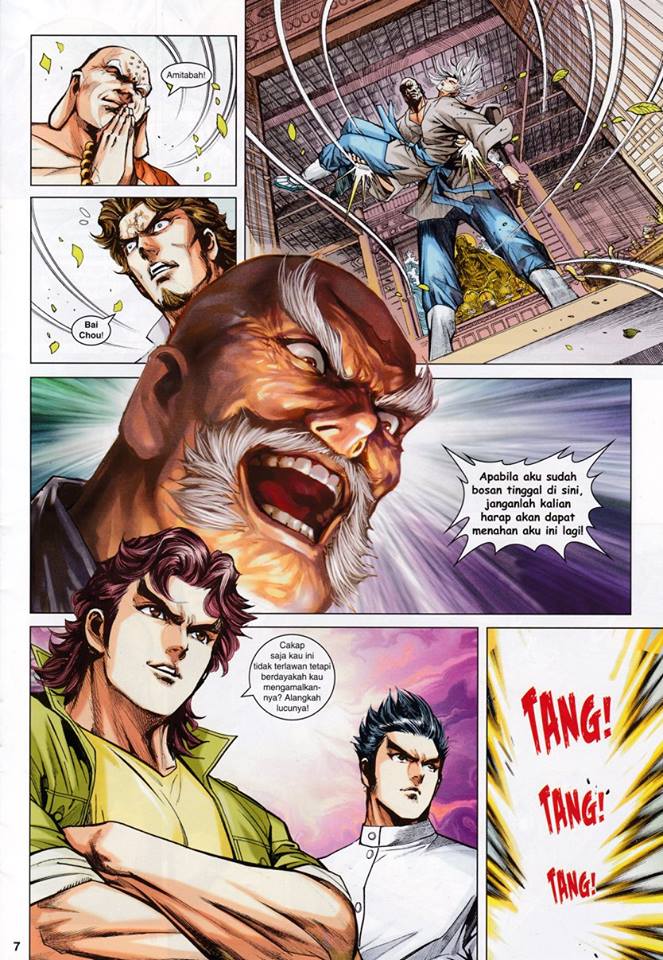 Amitabah!
Bai
Chou!
Apabila aku sudah
bosan tinggal di sini,
janganlah kalian
harap akan dapat
menahan aku ini lagi!
Cakap
saja kau ini
tidak terlawan tetapi
berdayakah kau
mengamalkan-
nya? Alangkah
lucunya!
TANG!
TANG!
TANG!
7